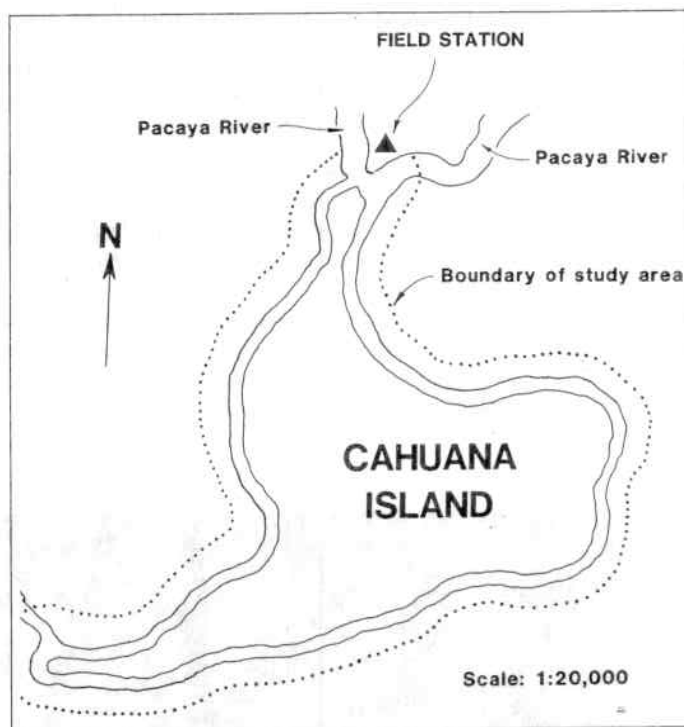 FIELD STATION
Pacaya River
Pacaya River
N
Boundary of study area
CAHUANA
ISLAND
Scale: 1:20,000